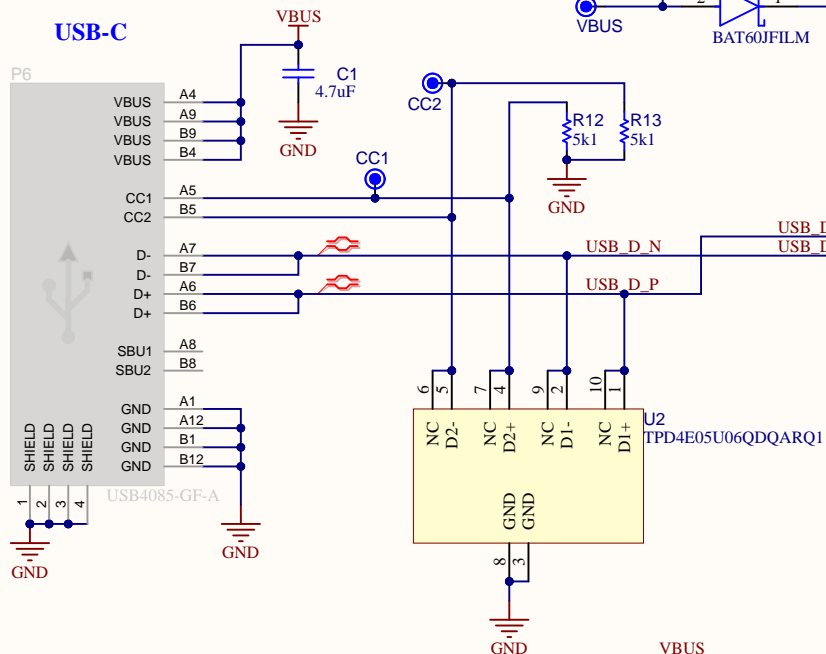 USB-C
VBUS
2
1
VBUS
BAT60JFILM
P6
C1
4.7uF
GND
CC2
R12
5k1
R13
5k1
GND
CC1
VBUS A4
VBUS A9
VBUS B9
VBUS B4
CC1 A5
CC2 B5
D- A7
D- B7
D+ A6
D+ B6
SBU1 A8
SBU2 B8
GND A1
GND A12
GND B1
GND B12
USB_D_N
USB_D_P
USB_D
USB_D
SHIELD
SHIELD
SHIELD
SHIELD
1
2
3
4
USB4085-GF-A
GND
GND
6
5
7
4
9
2
10
1
NC
D2-
NC
D2+
NC
D1-
NC
D1+
U2
TPD4E05U06QDQARQ1
GND
GND
8
3
GND
VBUS